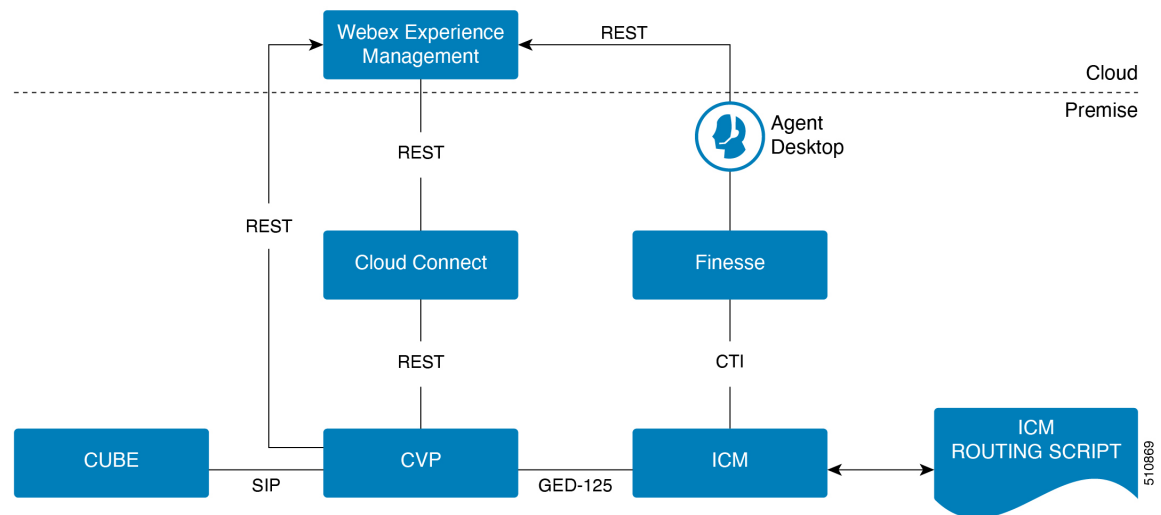 Webex Experience
Management
REST
Cloud
Premise
Agent
Desktop
REST
REST
Cloud Connect
Finesse
REST
CTI
CUBE
SIP
CVP
GED-125
ICM
ICM
ROUTING SCRIPT
510869